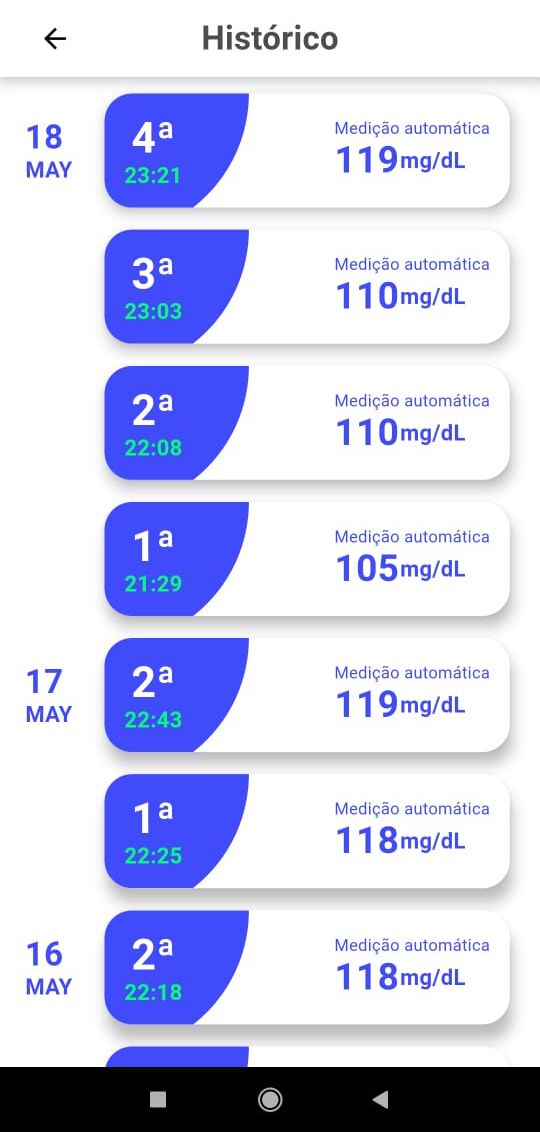 Histórico
18
MAY
4ª
23:21
Medição automática
119mg/dL
3ª
23:03
Medição automática
110mg/dL
2ª
22:08
Medição automática
110mg/dL
1ª
21:29
Medição automática
105mg/dL
17
MAY
2ª
22:43
Medição automática
119mg/dL
1ª
22:25
Medição automática
118mg/dL
16
MAY
2ª
22:18
Medição automática
118mg/dL